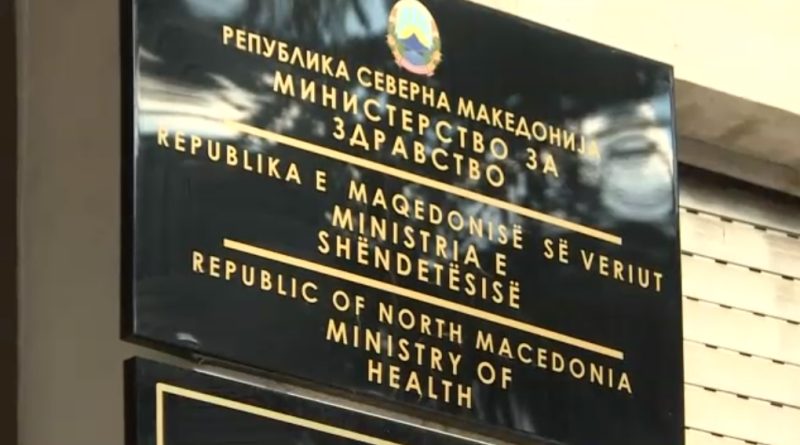 РЕПУБЛИКА СЕВЕРНА МАКЕДОНИЈА
МИНИСТЕРСТВО ЗА
ЗДРАВСТВО
REPUBLIKA E MAQEDONISË SË VERIUT
MINISTRIA E
SHËNDETËSISË
REPUBLIC OF NORTH MACEDONIA
MINISTRY OF
HEALTH